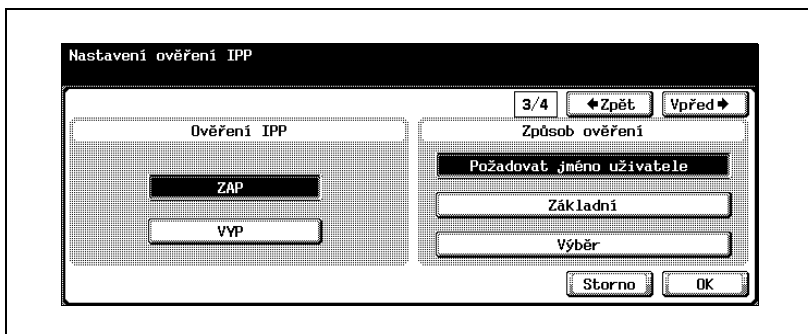 Nastavení ověření IPP
3/4 Zpět Vpřed
Ověření IPP
ZAP
VYP
Způsob ověření
Požadovat jméno uživatele
Základní
Výběr
Storno OK